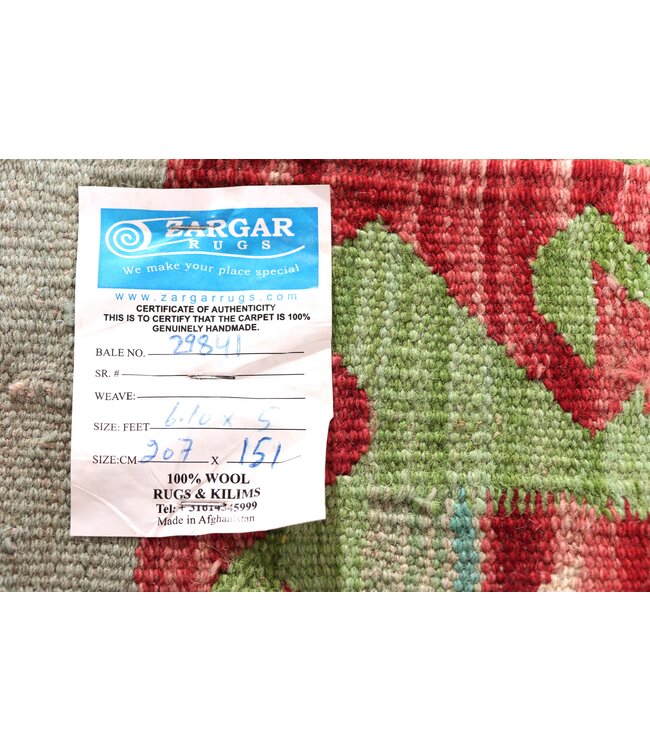 ZARGAR
RUGS
We make your place special
www.zargarrugs.com
CERTIFICATE OF AUTHENTICITY
THIS IS TO CERTIFY THAT THE CARPET IS 100%
GENUINELY HANDMADE.
BALE NO. 29841
SR. #
WEAVE:
SIZE: FEET 6.10 x 5
SIZE:CM 207 X 151
100% WOOL
RUGS & KILIMS
Tel: + 31614345999
Made in Afghanistan